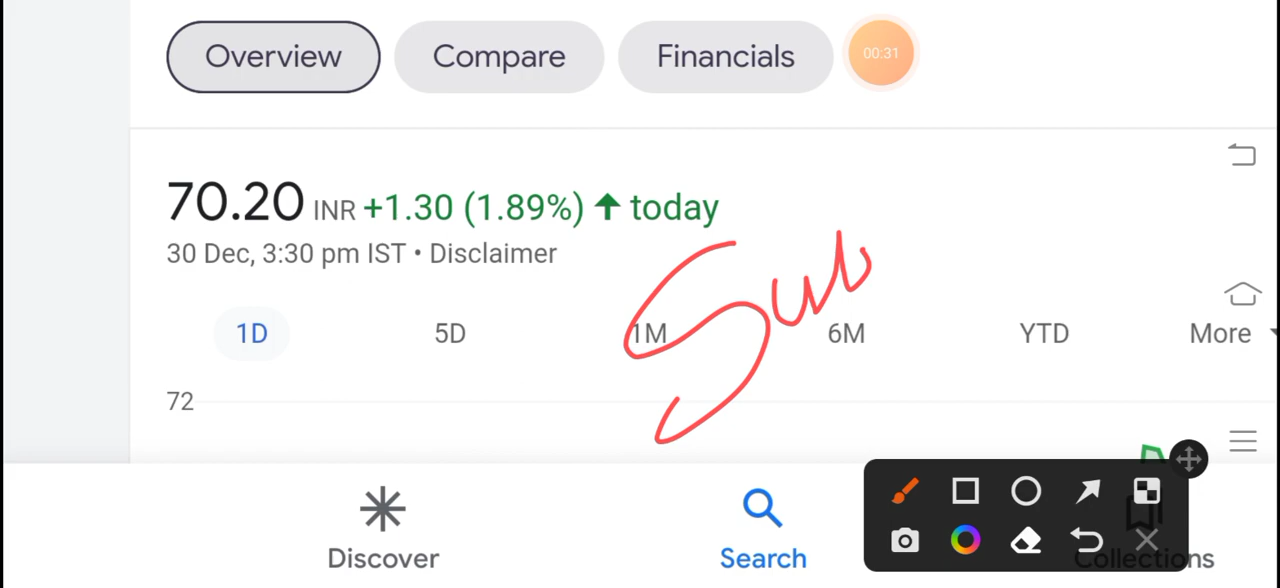 Overview Compare Financials 00:31
70.20 INR +1.30 (1.89%) ↑ today
30 Dec, 3:30 pm IST • Disclaimer
Sub
1D 5D 1M 6M YTD More
72
Discover Search Collections